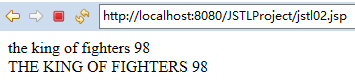 http://localhost:8080/JSTLProject/jstl02.jsp
the king of fighters 98
THE KING OF FIGHTERS 98